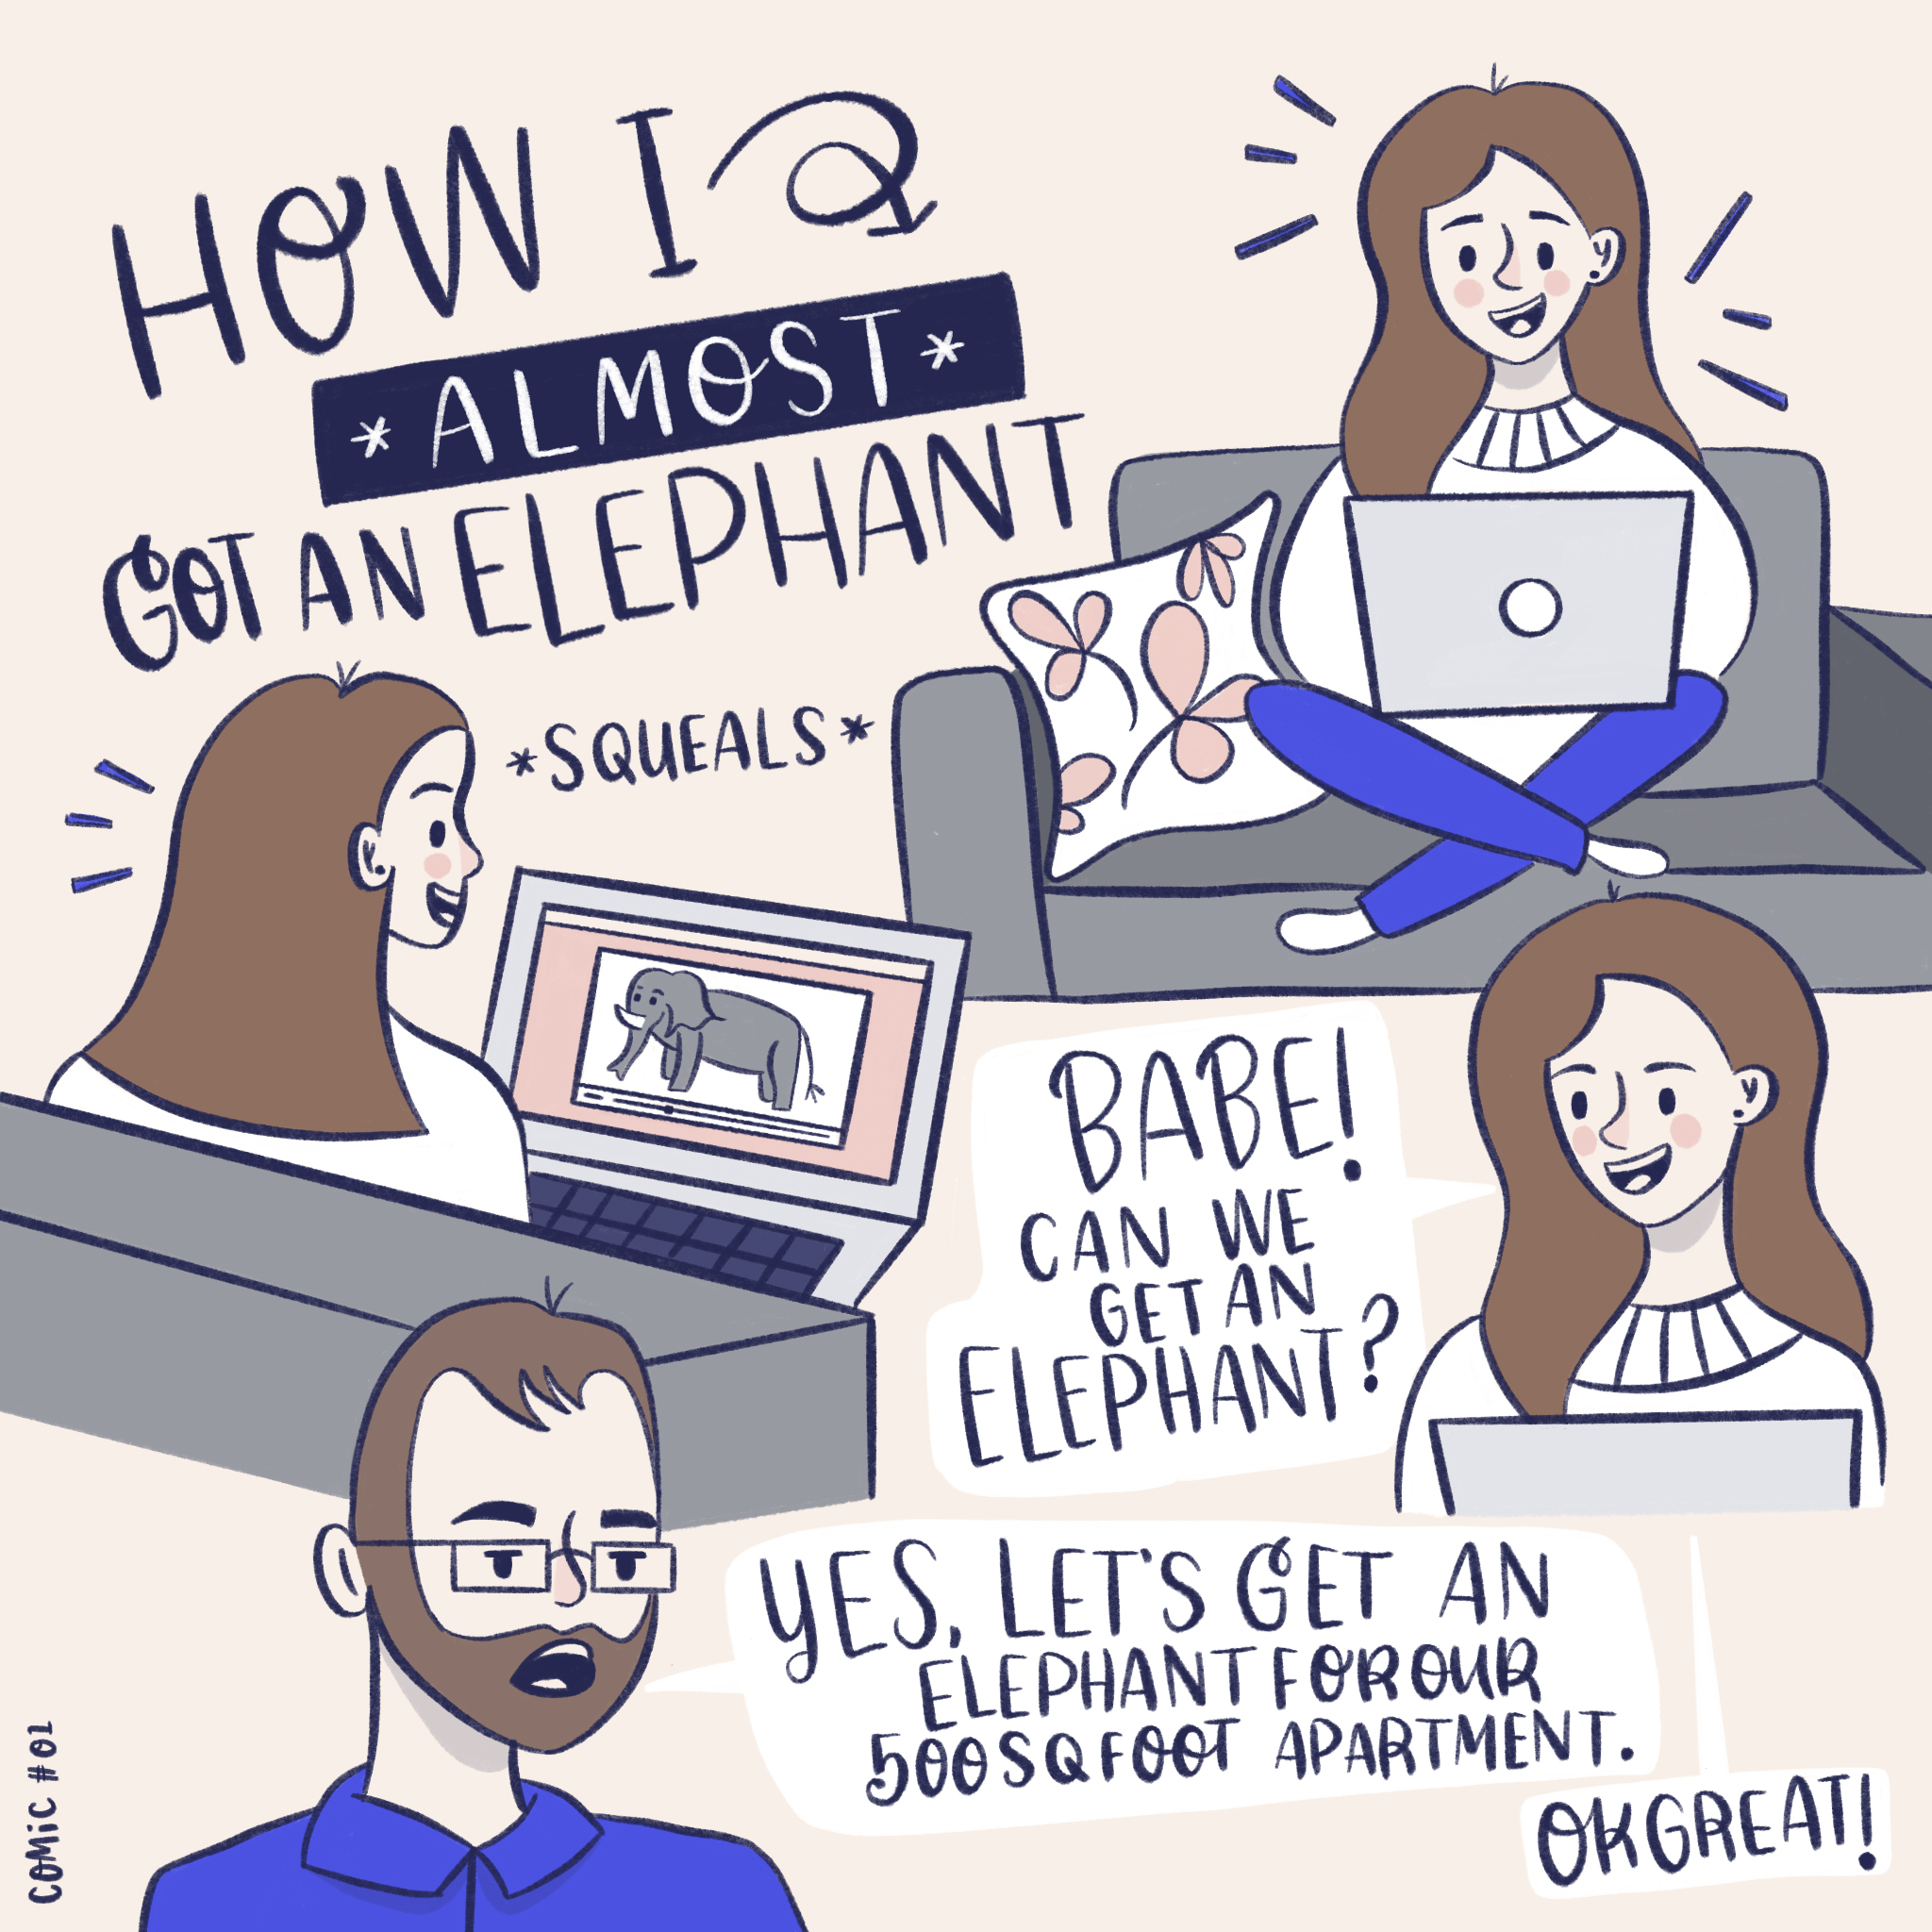 HOW I
*ALMOST*
GOT AN ELEPHANT
*SQUEALS*
BABE!
CAN WE
GET AN
ELEPHANT?
YES, LET'S GET AN
ELEPHANT FOR OUR
500 SQ FOOT APARTMENT.
OK GREAT!
COMIC #01